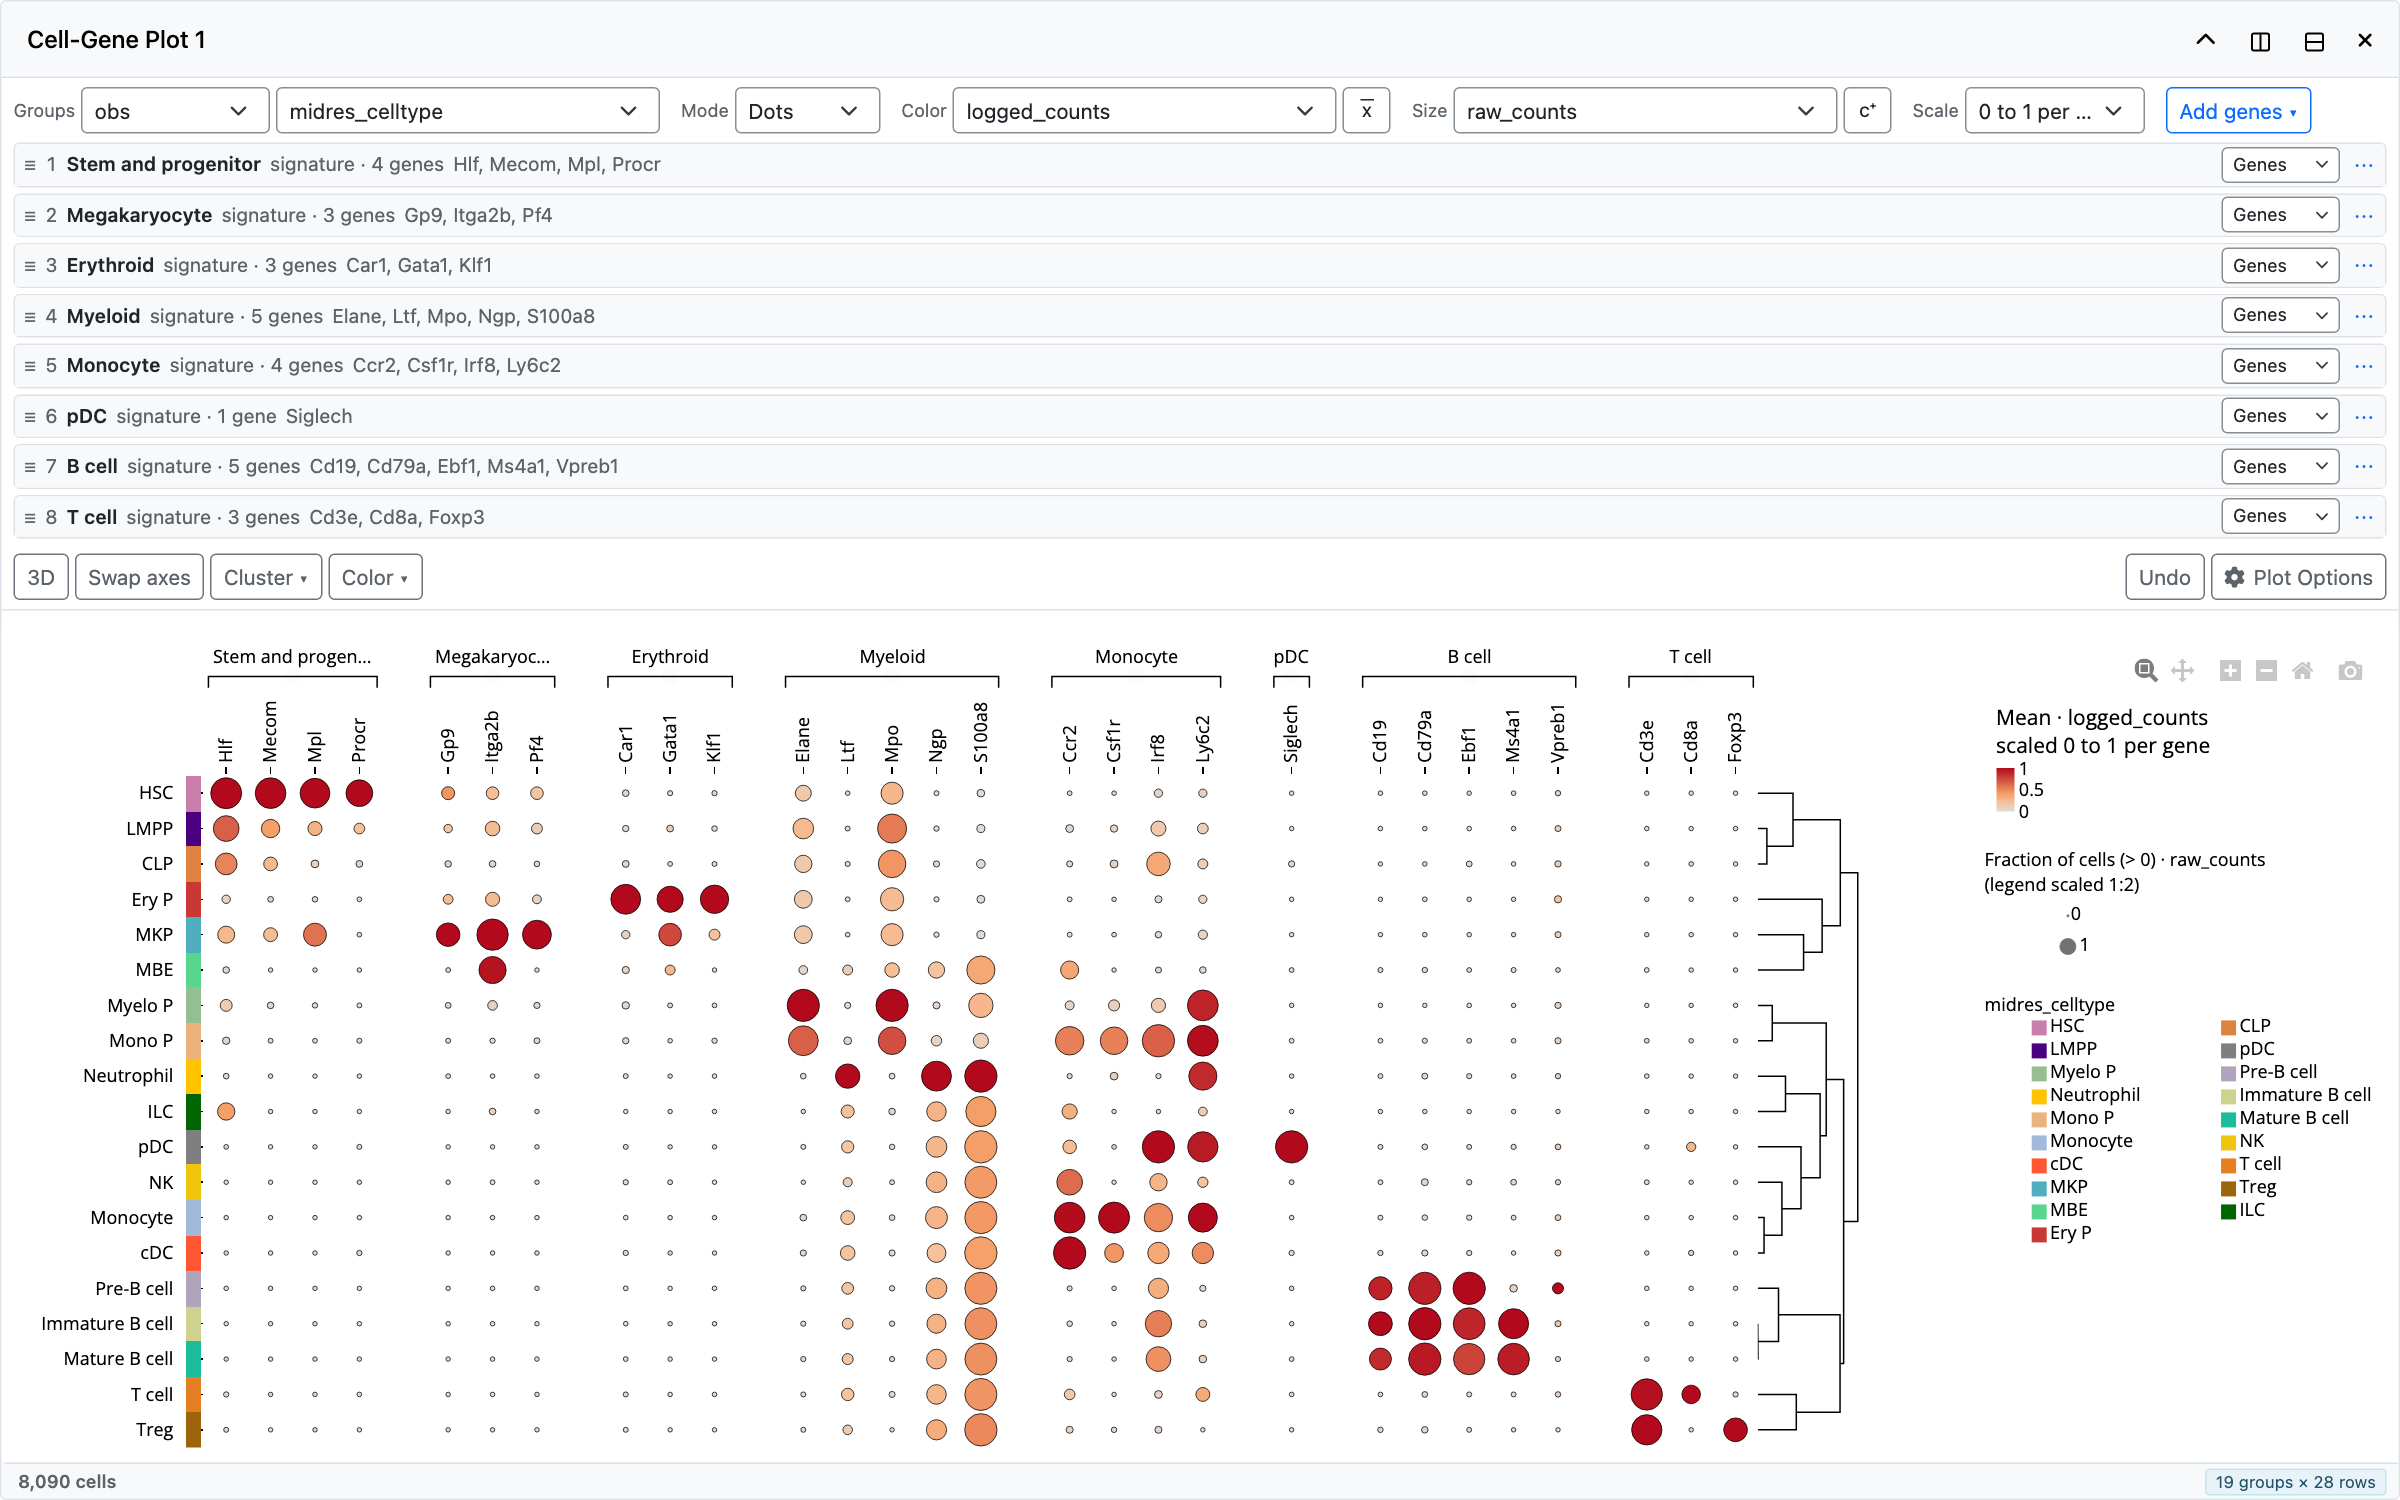 Cell-Gene Plot 1
Groups obs midres_celltype Mode Dots Color logged_counts x̄ Size raw_counts c⁺ Scale 0 to 1 per ... Add genes ▾
≡ 1 Stem and progenitor signature · 4 genes Hlf, Mecom, Mpl, Procr Genes ...
≡ 2 Megakaryocyte signature · 3 genes Gp9, Itga2b, Pf4 Genes ...
≡ 3 Erythroid signature · 3 genes Car1, Gata1, Klf1 Genes ...
≡ 4 Myeloid signature · 5 genes Elane, Ltf, Mpo, Ngp, S100a8 Genes ...
≡ 5 Monocyte signature · 4 genes Ccr2, Csf1r, Irf8, Ly6c2 Genes ...
≡ 6 pDC signature · 1 gene Siglech Genes ...
≡ 7 B cell signature · 5 genes Cd19, Cd79a, Ebf1, Ms4a1, Vpreb1 Genes ...
≡ 8 T cell signature · 3 genes Cd3e, Cd8a, Foxp3 Genes ...
3D Swap axes Cluster ▾ Color ▾ Undo Plot Options
Stem and progen... Megakaryoc... Erythroid Myeloid Monocyte pDC B cell T cell
Hlf Mecom Mpl Procr Gp9 Itga2b Pf4 Car1 Gata1 Klf1 Elane Ltf Mpo Ngp S100a8 Ccr2 Csf1r Irf8 Ly6c2 Siglech Cd19 Cd79a Ebf1 Ms4a1 Vpreb1 Cd3e Cd8a Foxp3
HSC
LMPP
CLP
Ery P
MKP
MBE
Myelo P
Mono P
Neutrophil
ILC
pDC
NK
Monocyte
cDC
Pre-B cell
Immature B cell
Mature B cell
T cell
Treg
Mean · logged_counts
scaled 0 to 1 per gene
1
0.5
0
Fraction of cells (> 0) · raw_counts
(legend scaled 1:2)
0
1
midres_celltype
HSC CLP
LMPP pDC
Myelo P Pre-B cell
Neutrophil Immature B cell
Mono P Mature B cell
Monocyte NK
cDC T cell
MKP Treg
MBE ILC
Ery P
8,090 cells 19 groups × 28 rows